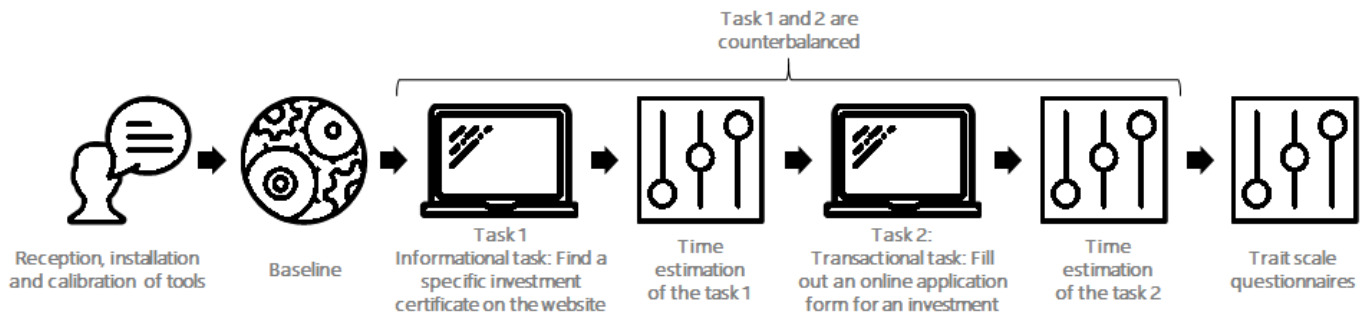 Task 1 and 2 are
counterbalanced
Reception, installation
and calibration of tools
Baseline
Task 1
Informational task: Find a
specific investment
certificate on the website
Time
estimation
of the task 1
Task 2:
Transactional task: Fill
out an online application
form for an investment
Time
estimation
of the task 2
Trait scale
questionnaires